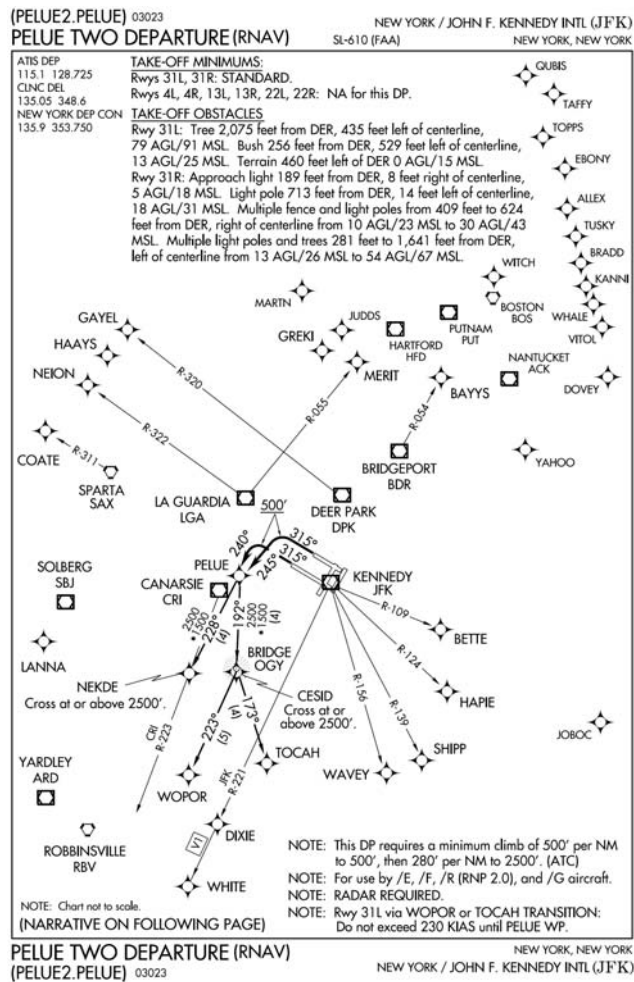 (PELUE2.PELUE) 03023
PELUE TWO DEPARTURE (RNAV)
SL-610 (FAA)
NEW YORK / JOHN F. KENNEDY INTL (JFK)
NEW YORK, NEW YORK
ATIS DEP
115.1 128.725
CLNC DEL
135.05 348.6
NEW YORK DEP CON
135.9 353.750
TAKE-OFF MINIMUMS:
Rwys 31L, 31R: STANDARD.
Rwys 4L, 4R, 13L, 13R, 22L, 22R: NA for this DP.
TAKE-OFF OBSTACLES
Rwy 31L: Tree 2,075 feet from DER, 435 feet left of centerline,
79 AGL/91 MSL. Bush 256 feet from DER, 529 feet left of centerline,
13 AGL/25 MSL. Terrain 460 feet left of DER 0 AGL/15 MSL.
Rwy 31R: Approach light 189 feet from DER, 8 feet right of centerline,
5 AGL/18 MSL. Light pole 713 feet from DER, 14 feet left of centerline,
18 AGL/31 MSL. Multiple fence and light poles from 409 feet to 624
feet from DER, right of centerline from 10 AGL/23 MSL to 30 AGL/43
MSL. Multiple light poles and trees 281 feet to 1,641 feet from DER,
left of centerline from 13 AGL/26 MSL to 54 AGL/67 MSL.
QUBIS
TAFFY
TOPPS
EBONY
ALLEX
TUSKY
BRADD
WITCH
KANNI
MARTN
BOSTON
BOS
WHALE
VITOL
GAYEL
JUDDS
PUTNAM
PUT
HARTFORD
HFD
GREKI
HAAYS
MERIT
NANTUCKET
ACK
NEION
BAYYS
DOVEY
R-320
R-055
R-054
R-322
COATE
R-311
SPARTA
SAX
BRIDGEPORT
BDR
YAHOO
LA GUARDIA
LGA
DEER PARK
DPK
500'
240°
315°
315°
245°
PELUE
SOLBERG
SBJ
CANARSIE
CRI
KENNEDY
JFK
2500
*1500
(4)
228°
192°
2500
*1500
(4)
R-109
BETTE
R-124
LANNA
BRIDGE
OGY
R-156
R-139
HAPIE
NEKDE
Cross at or above 2500'.
CESID
Cross at or
above 2500'.
CRI
R-223
223°
(5)
173°
(4)
JOBOC
TOCAH
SHIPP
YARDLEY
ARD
WOPOR
JFK
R-221
WAVEY
ROBBINSVILLE
RBV
DIXIE
V1
WHITE
NOTE: This DP requires a minimum climb of 500' per NM
to 500', then 280' per NM to 2500'. (ATC)
NOTE: For use by /E, /F, /R (RNP 2.0), and /G aircraft.
NOTE: RADAR REQUIRED.
NOTE: Rwy 31L via WOPOR or TOCAH TRANSITION:
Do not exceed 230 KIAS until PELUE WP.
NOTE: Chart not to scale.
(NARRATIVE ON FOLLOWING PAGE)
PELUE TWO DEPARTURE (RNAV)
(PELUE2.PELUE) 03023
NEW YORK, NEW YORK
NEW YORK / JOHN F. KENNEDY INTL (JFK)